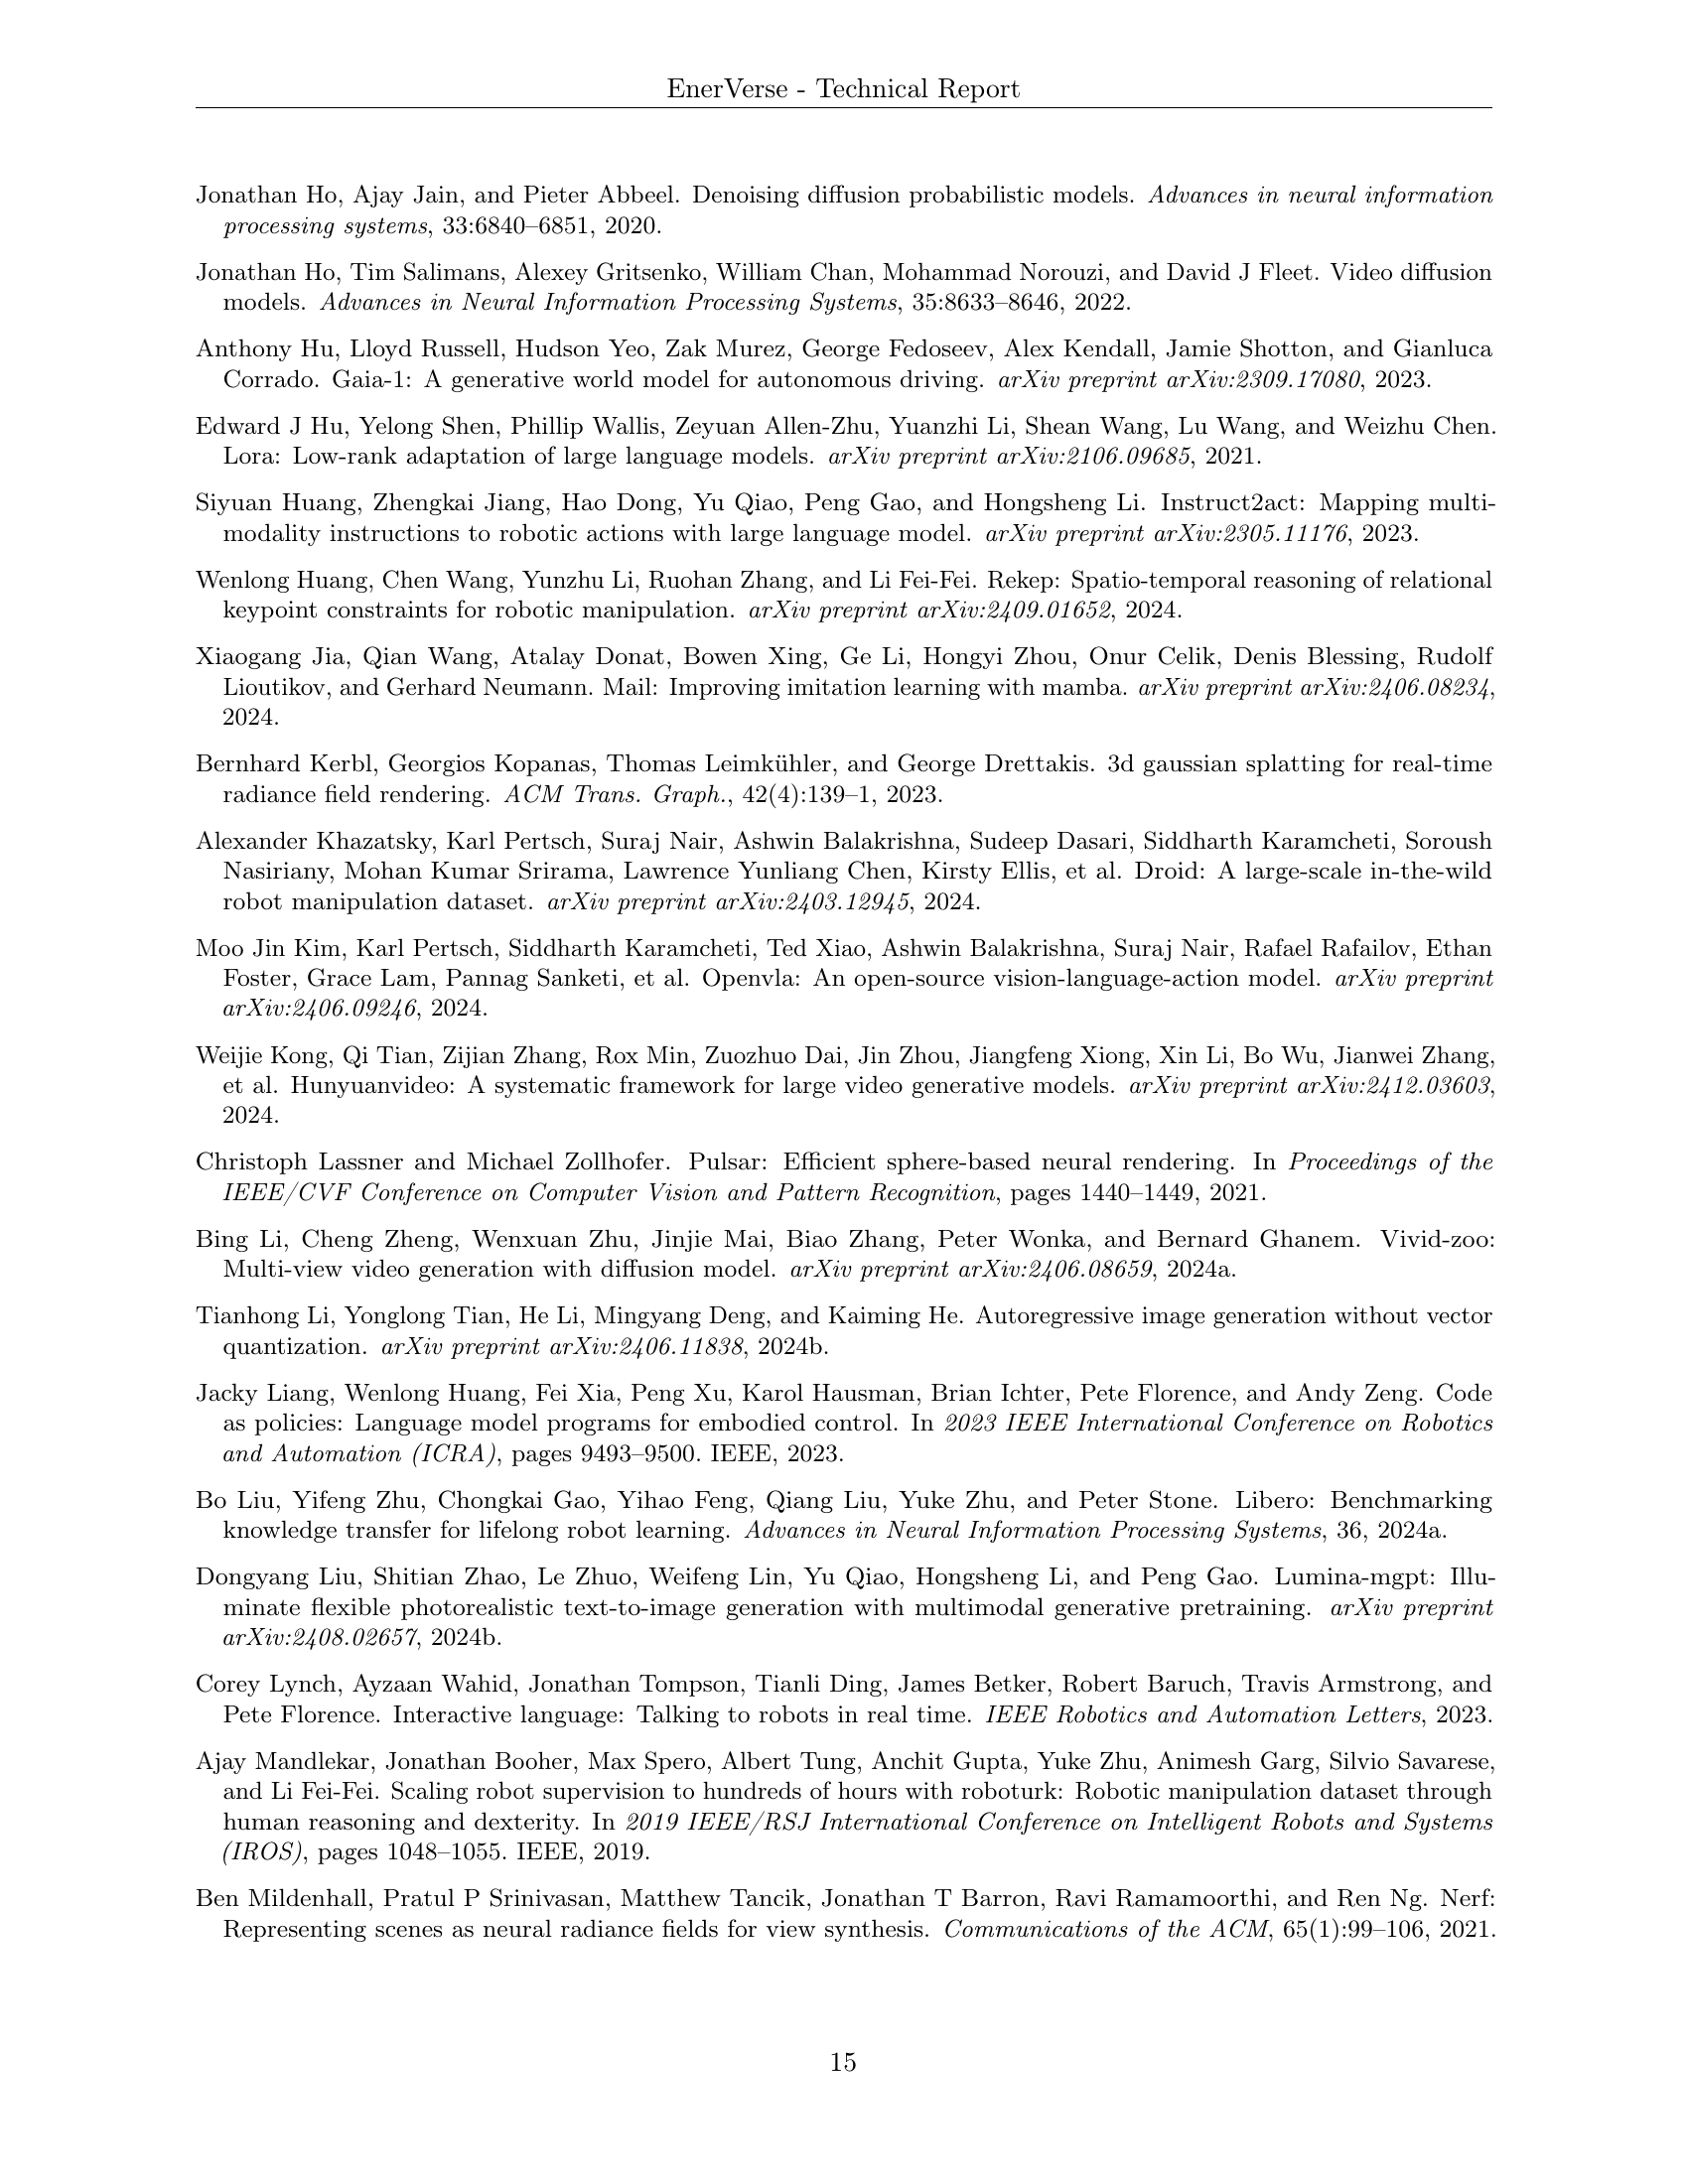 EnerVerse - Technical Report
Jonathan Ho, Ajay Jain, and Pieter Abbeel. Denoising diffusion probabilistic models. Advances in neural information
processing systems, 33:6840–6851, 2020.
Jonathan Ho, Tim Salimans, Alexey Gritsenko, William Chan, Mohammad Norouzi, and David J Fleet. Video diffusion
models. Advances in Neural Information Processing Systems, 35:8633–8646, 2022.
Anthony Hu, Lloyd Russell, Hudson Yeo, Zak Murez, George Fedoseev, Alex Kendall, Jamie Shotton, and Gianluca
Corrado. Gaia-1: A generative world model for autonomous driving. arXiv preprint arXiv:2309.17080, 2023.
Edward J Hu, Yelong Shen, Phillip Wallis, Zeyuan Allen-Zhu, Yuanzhi Li, Shean Wang, Lu Wang, and Weizhu Chen.
Lora: Low-rank adaptation of large language models. arXiv preprint arXiv:2106.09685, 2021.
Siyuan Huang, Zhengkai Jiang, Hao Dong, Yu Qiao, Peng Gao, and Hongsheng Li. Instruct2act: Mapping multi-
modality instructions to robotic actions with large language model. arXiv preprint arXiv:2305.11176, 2023.
Wenlong Huang, Chen Wang, Yunzhu Li, Ruohan Zhang, and Li Fei-Fei. Rekep: Spatio-temporal reasoning of relational
keypoint constraints for robotic manipulation. arXiv preprint arXiv:2409.01652, 2024.
Xiaogang Jia, Qian Wang, Atalay Donat, Bowen Xing, Ge Li, Hongyi Zhou, Onur Celik, Denis Blessing, Rudolf
Lioutikov, and Gerhard Neumann. Mail: Improving imitation learning with mamba. arXiv preprint arXiv:2406.08234,
2024.
Bernhard Kerbl, Georgios Kopanas, Thomas Leimkühler, and George Drettakis. 3d gaussian splatting for real-time
radiance field rendering. ACM Trans. Graph., 42(4):139–1, 2023.
Alexander Khazatsky, Karl Pertsch, Suraj Nair, Ashwin Balakrishna, Sudeep Dasari, Siddharth Karamcheti, Soroush
Nasiriany, Mohan Kumar Srirama, Lawrence Yunliang Chen, Kirsty Ellis, et al. Droid: A large-scale in-the-wild
robot manipulation dataset. arXiv preprint arXiv:2403.12945, 2024.
Moo Jin Kim, Karl Pertsch, Siddharth Karamcheti, Ted Xiao, Ashwin Balakrishna, Suraj Nair, Rafael Rafailov, Ethan
Foster, Grace Lam, Pannag Sanketi, et al. Openvla: An open-source vision-language-action model. arXiv preprint
arXiv:2406.09246, 2024.
Weijie Kong, Qi Tian, Zijian Zhang, Rox Min, Zuozhuo Dai, Jin Zhou, Jiangfeng Xiong, Xin Li, Bo Wu, Jianwei Zhang,
et al. Hunyuanvideo: A systematic framework for large video generative models. arXiv preprint arXiv:2412.03603,
2024.
Christoph Lassner and Michael Zollhofer. Pulsar: Efficient sphere-based neural rendering. In Proceedings of the
IEEE/CVF Conference on Computer Vision and Pattern Recognition, pages 1440–1449, 2021.
Bing Li, Cheng Zheng, Wenxuan Zhu, Jinjie Mai, Biao Zhang, Peter Wonka, and Bernard Ghanem. Vivid-zoo:
Multi-view video generation with diffusion model. arXiv preprint arXiv:2406.08659, 2024a.
Tianhong Li, Yonglong Tian, He Li, Mingyang Deng, and Kaiming He. Autoregressive image generation without vector
quantization. arXiv preprint arXiv:2406.11838, 2024b.
Jacky Liang, Wenlong Huang, Fei Xia, Peng Xu, Karol Hausman, Brian Ichter, Pete Florence, and Andy Zeng. Code
as policies: Language model programs for embodied control. In 2023 IEEE International Conference on Robotics
and Automation (ICRA), pages 9493–9500. IEEE, 2023.
Bo Liu, Yifeng Zhu, Chongkai Gao, Yihao Feng, Qiang Liu, Yuke Zhu, and Peter Stone. Libero: Benchmarking
knowledge transfer for lifelong robot learning. Advances in Neural Information Processing Systems, 36, 2024a.
Dongyang Liu, Shitian Zhao, Le Zhuo, Weifeng Lin, Yu Qiao, Hongsheng Li, and Peng Gao. Lumina-mgpt: Illu-
minate flexible photorealistic text-to-image generation with multimodal generative pretraining. arXiv preprint
arXiv:2408.02657, 2024b.
Corey Lynch, Ayzaan Wahid, Jonathan Tompson, Tianli Ding, James Betker, Robert Baruch, Travis Armstrong, and
Pete Florence. Interactive language: Talking to robots in real time. IEEE Robotics and Automation Letters, 2023.
Ajay Mandlekar, Jonathan Booher, Max Spero, Albert Tung, Anchit Gupta, Yuke Zhu, Animesh Garg, Silvio Savarese,
and Li Fei-Fei. Scaling robot supervision to hundreds of hours with roboturk: Robotic manipulation dataset through
human reasoning and dexterity. In 2019 IEEE/RSJ International Conference on Intelligent Robots and Systems
(IROS), pages 1048–1055. IEEE, 2019.
Ben Mildenhall, Pratul P Srinivasan, Matthew Tancik, Jonathan T Barron, Ravi Ramamoorthi, and Ren Ng. Nerf:
Representing scenes as neural radiance fields for view synthesis. Communications of the ACM, 65(1):99–106, 2021.
15